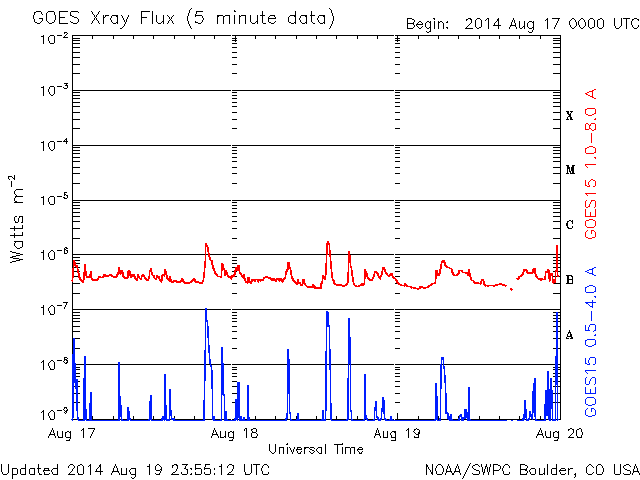 GOES Xray Flux (5 minute data)
Begin: 2014 Aug 17 0000 UTC
10-2
10-3
10-4
10-5
10-6
10-7
10-8
10-9
Watts m-2
X
M
C
B
A
GOES15 1.0-8.0 A
GOES15 0.5-4.0 A
Aug 17
Aug 18
Aug 19
Aug 20
Universal Time
Updated 2014 Aug 19 23:55:12 UTC
NOAA/SWPC Boulder, CO USA